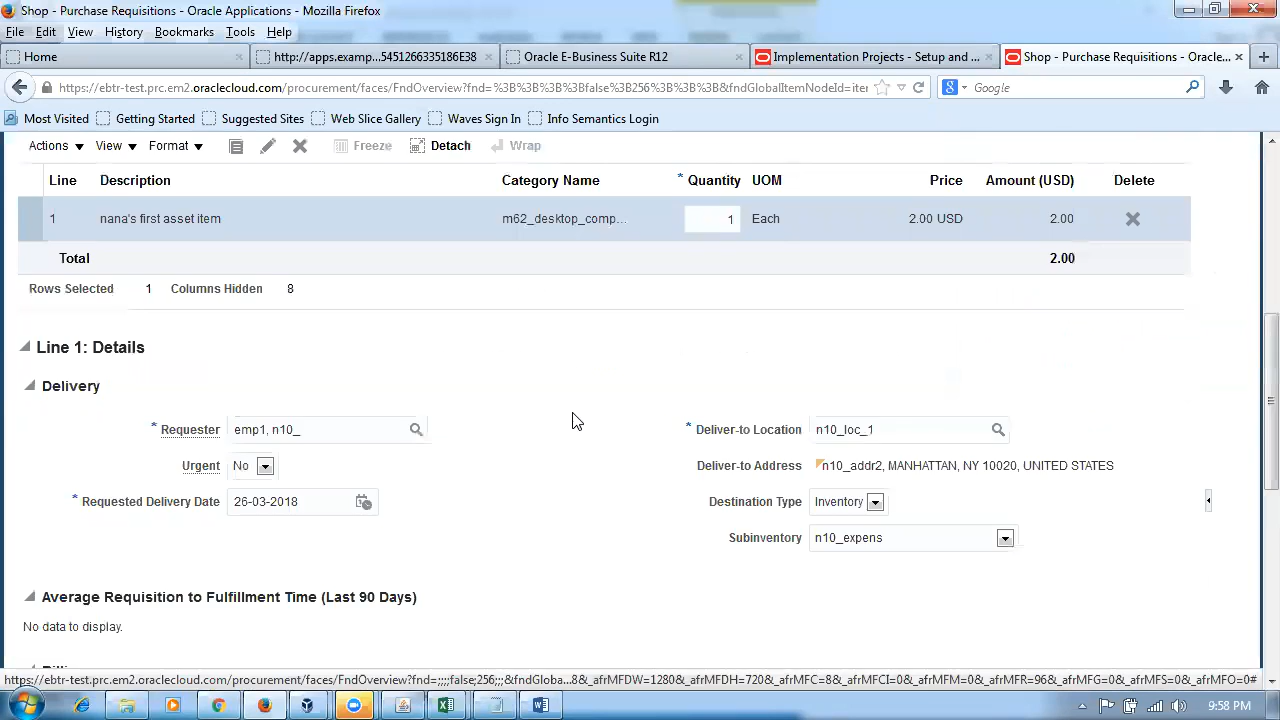 Shop - Purchase Requisitions - Oracle Applications - Mozilla Firefox
File Edit View History Bookmarks Tools Help
Home http://apps.examp...5451266335186E38 Oracle E-Business Suite R12 Implementation Projects - Setup and ... Shop - Purchase Requisitions - Oracle...
https://ebtr-test.prc.em2.oraclecloud.com/procurement/faces/FndOverview?fnd=%3B%3B%3B%3Bfalse%3B256%3B%3B%3B&fndGlobalItemNodeId=iter Google
Most Visited Getting Started Suggested Sites Web Slice Gallery Waves Sign In Info Semantics Login
Actions View Format Freeze Detach Wrap
Line Description Category Name * Quantity UOM Price Amount (USD) Delete
1 nana's first asset item m62_desktop_comp... 1 Each 2.00 USD 2.00
Total 2.00
Rows Selected 1 Columns Hidden 8
Line 1: Details
Delivery
* Requester emp1, n10_ * Deliver-to Location n10_loc_1
Urgent No Deliver-to Address n10_addr2, MANHATTAN, NY 10020, UNITED STATES
* Requested Delivery Date 26-03-2018 Destination Type Inventory
Subinventory n10_expens
Average Requisition to Fulfillment Time (Last 90 Days)
No data to display.
https://ebtr-test.prc.em2.oraclecloud.com/procurement/faces/FndOverview?fnd=;;;;false;256;;;&fndGlobal...8&_afrMFDW=1280&_afrMFDH=720&_afrMFC=8&_afrMFCI=0&_afrMFM=0&_afrMFR=96&_afrMFG=0&_afrMFS=0&_afrMFO=0#
9:58 PM